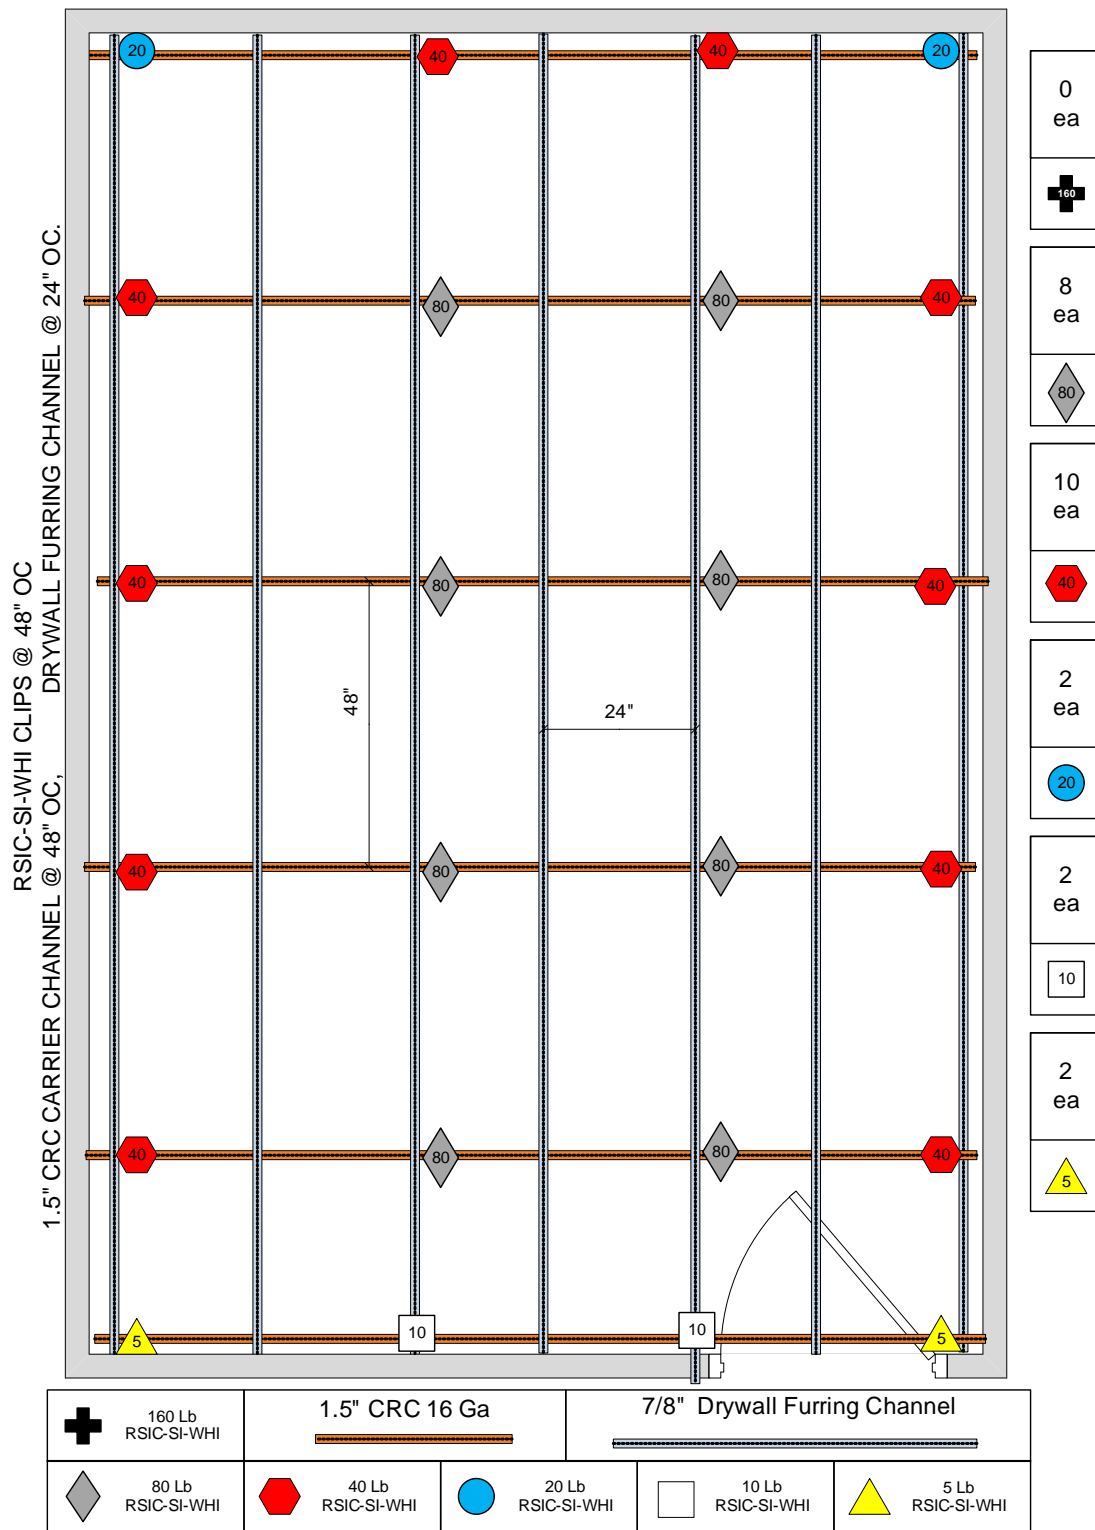 RSIC-SI-WHI CLIPS @ 48" OC
1.5" CRC CARRIER CHANNEL @ 48" OC,
DRYWALL FURRING CHANNEL @ 24" OC.
20
40
40
20
40
80
80
40
40
80
80
40
48"
24"
40
80
80
40
40
80
80
40
5
10
10
5
0
ea
160
8
ea
80
10
ea
40
2
ea
20
2
ea
10
2
ea
5
160 Lb
RSIC-SI-WHI
1.5" CRC 16 Ga
7/8" Drywall Furring Channel
80 Lb
RSIC-SI-WHI
40 Lb
RSIC-SI-WHI
20 Lb
RSIC-SI-WHI
10 Lb
RSIC-SI-WHI
5 Lb
RSIC-SI-WHI